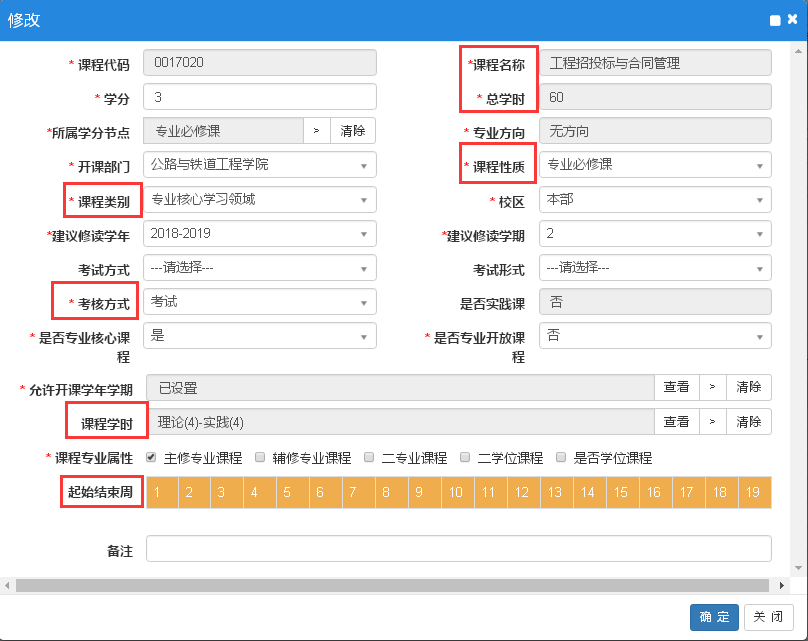 修改
* 课程代码 0017020 *课程名称 工程招投标与合同管理
* 学分 3 * 总学时 60
*所属学分节点 专业必修课 > 清除 * 专业方向 无方向
* 开课部门 公路与铁道工程学院 * 课程性质 专业必修课
* 课程类别 专业核心学习领域 * 校区 本部
*建议修读学年 2018-2019 *建议修读学期 2
考试方式 ---请选择--- 考试形式 ---请选择---
* 考核方式 考试 是否实践课 否
* 是否专业核心课 是 * 是否专业开放课 否
程 程
* 允许开课学年学期 已设置 查看 > 清除
课程学时 理论(4)-实践(4) 查看 > 清除
* 课程专业属性 主修专业课程 辅修专业课程 二专业课程 二学位课程 是否学位课程
起始结束周 1 2 3 4 5 6 7 8 9 10 11 12 13 14 15 16 17 18 19
备注
确 定 关 闭